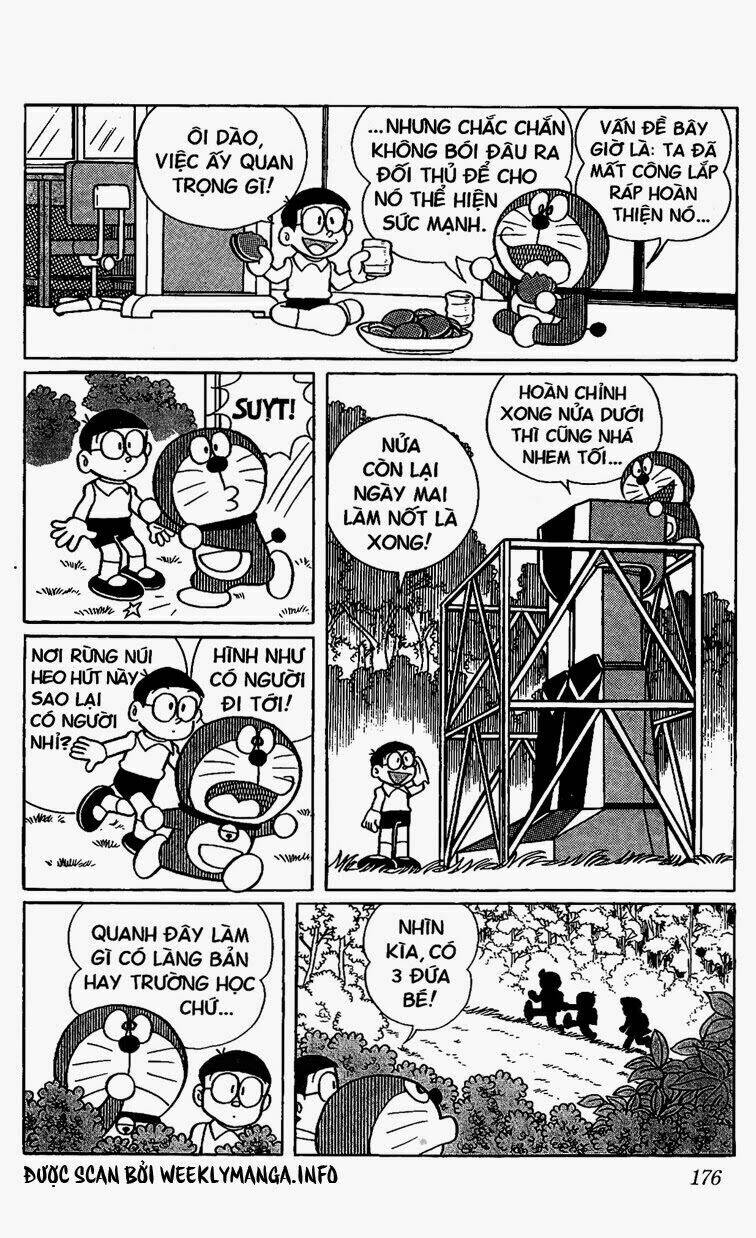 VẤN ĐỀ BÂY
GIỜ LÀ: TA ĐÃ
MẤT CÔNG LẮP
RÁP HOÀN
THIỆN NÓ...
...NHƯNG CHẮC CHẮN
KHÔNG BÓI ĐÂU RA
ĐỐI THỦ ĐỂ CHO
NÓ THỂ HIỆN
SỨC MẠNH.
ÔI DÀO,
VIỆC ẤY QUAN
TRỌNG GÌ!
HOÀN CHỈNH
XONG NỬA DƯỚI
THÌ CŨNG NHÁ
NHEM TỐI...
NỬA
CÒN LẠI
NGÀY MAI
LÀM NỐT LÀ
XONG!
SUỴT!
HÌNH NHƯ
CÓ NGƯỜI
ĐI TỚI!
NƠI RỪNG NÚI
HEO HÚT NÀY
SAO LẠI
CÓ NGƯỜI
NHỈ?
NHÌN
KÌA, CÓ
3 ĐỨA
BÉ!
QUANH ĐÂY LÀM
GÌ CÓ LÀNG BẢN
HAY TRƯỜNG HỌC
CHỨ...
ĐƯỢC SCAN BỞI WEEKLYMANGA.INFO
176